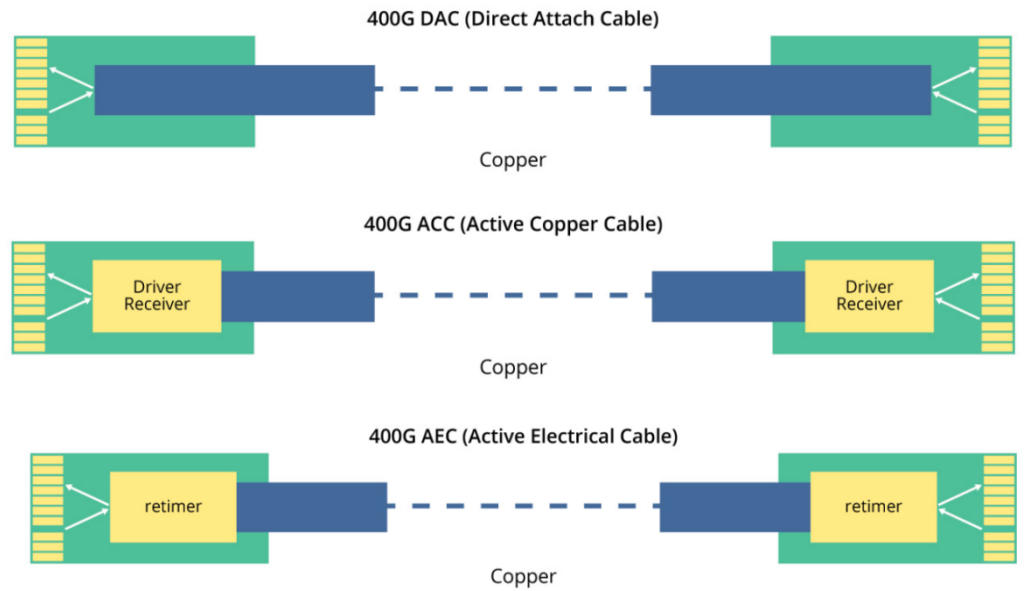 400G DAC (Direct Attach Cable)
Copper
400G ACC (Active Copper Cable)
Driver
Receiver
Driver
Receiver
Copper
400G AEC (Active Electrical Cable)
retimer
retimer
Copper